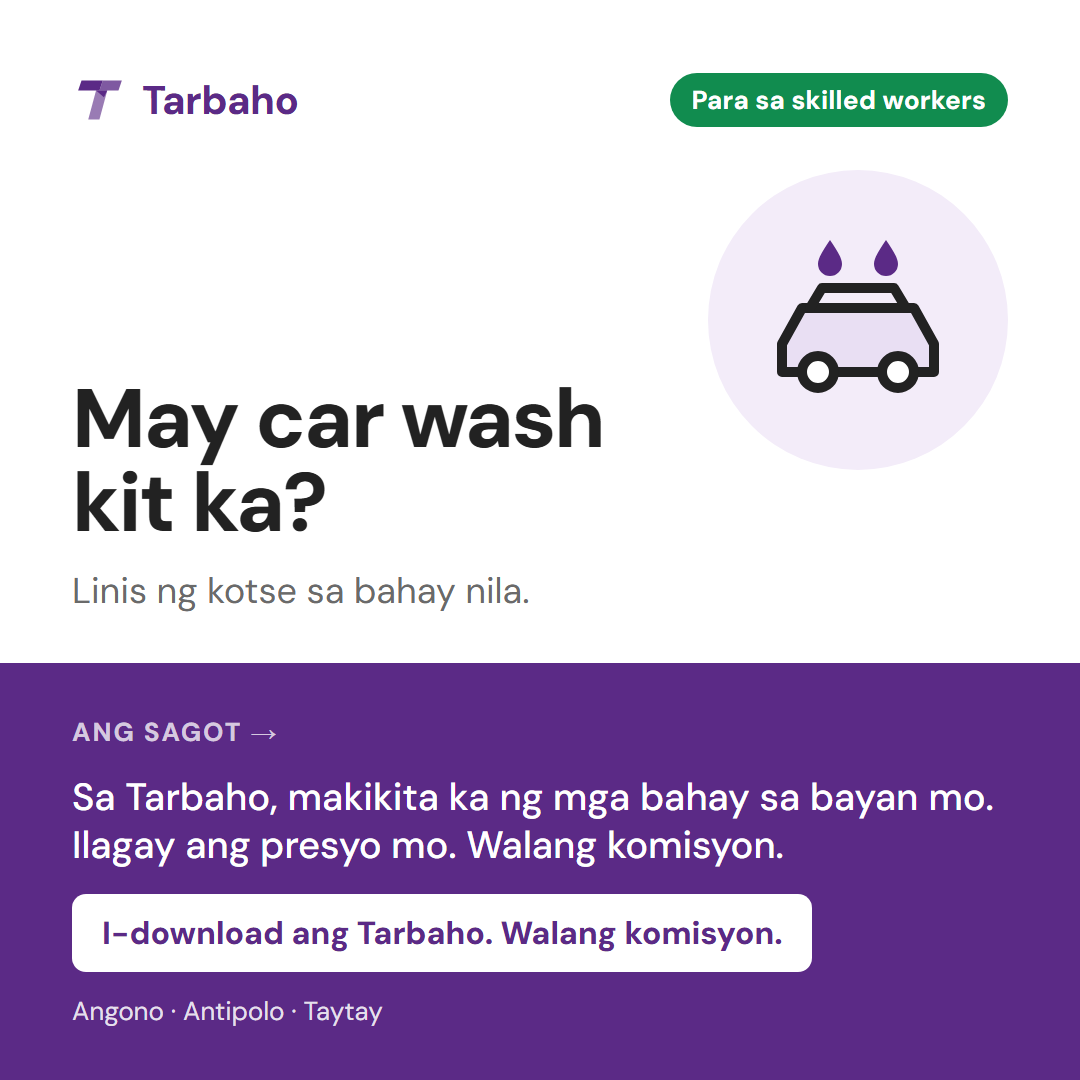 Tarbaho
Para sa skilled workers
May car wash
kit ka?
Linis ng kotse sa bahay nila.
ANG SAGOT →
Sa Tarbaho, makikita ka ng mga bahay sa bayan mo.
Ilagay ang presyo mo. Walang komisyon.
I-download ang Tarbaho. Walang komisyon.
Angono · Antipolo · Taytay